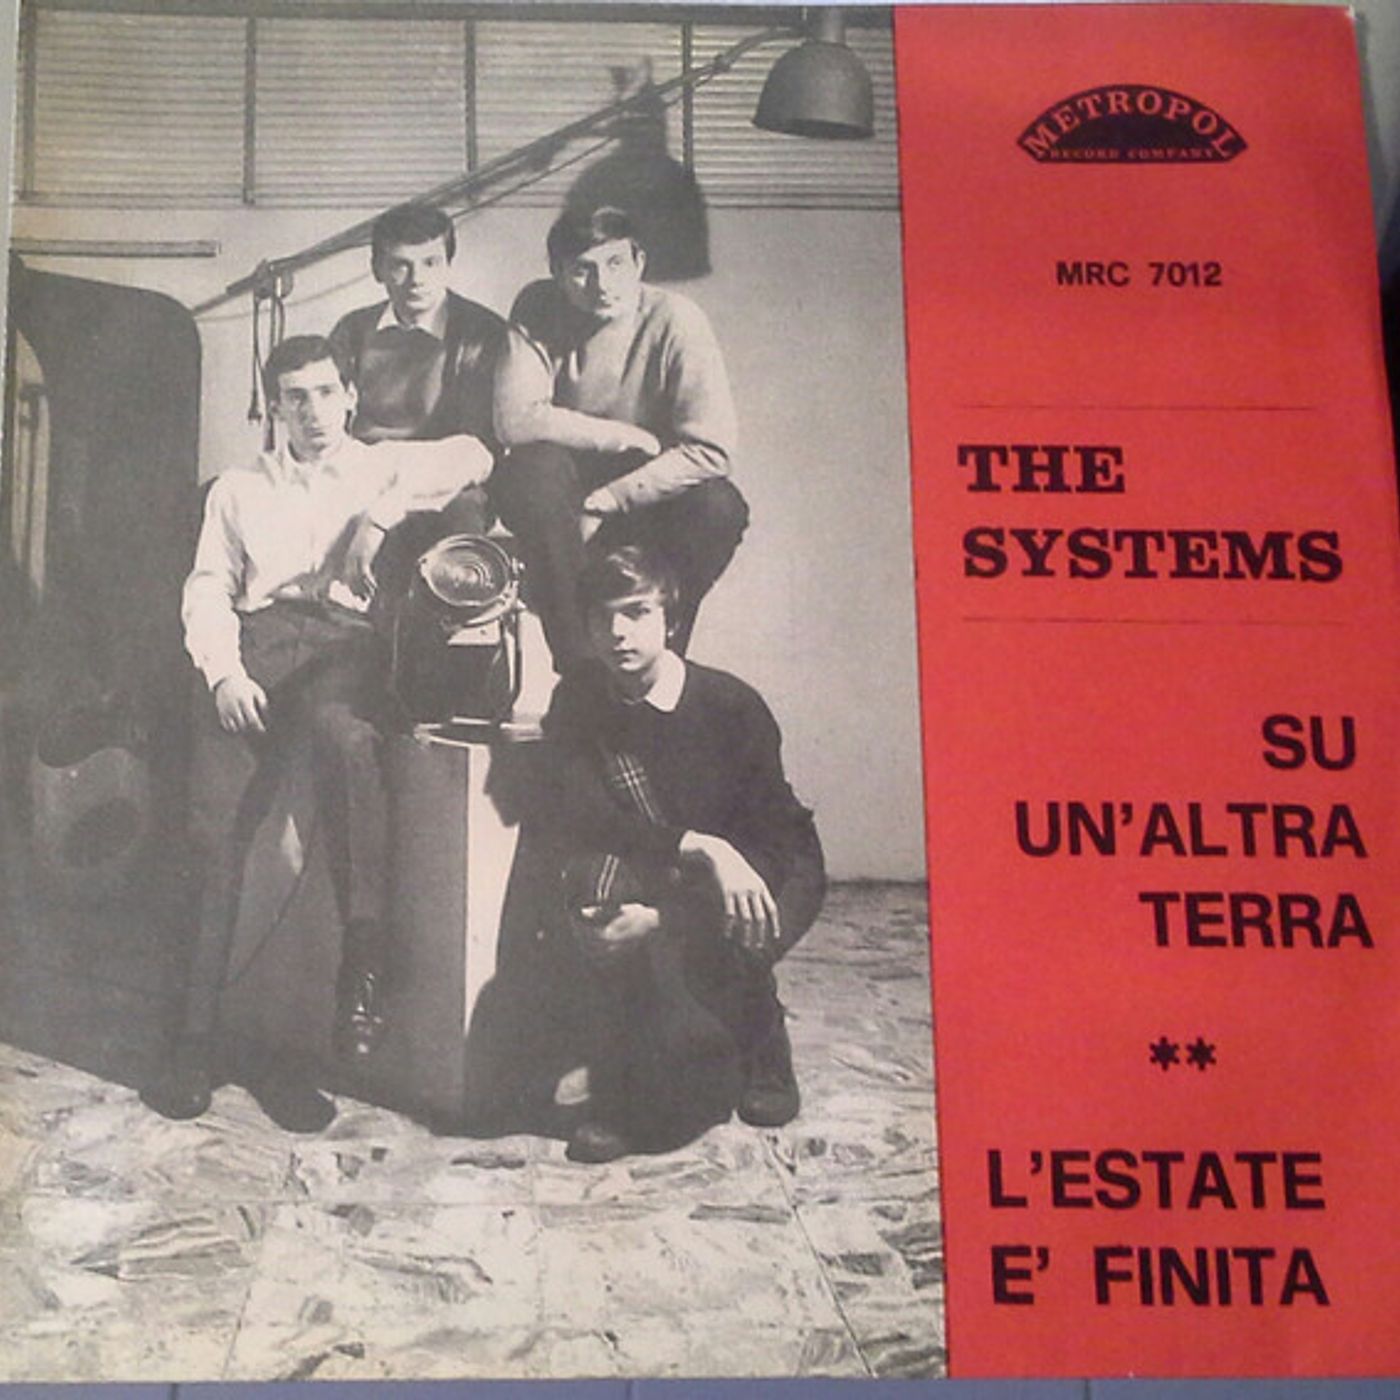 METROPOL
RECORD COMPANY
MRC 7012
THE
SYSTEMS
SU
UN'ALTRA
TERRA
**
L'ESTATE
E' FINITA